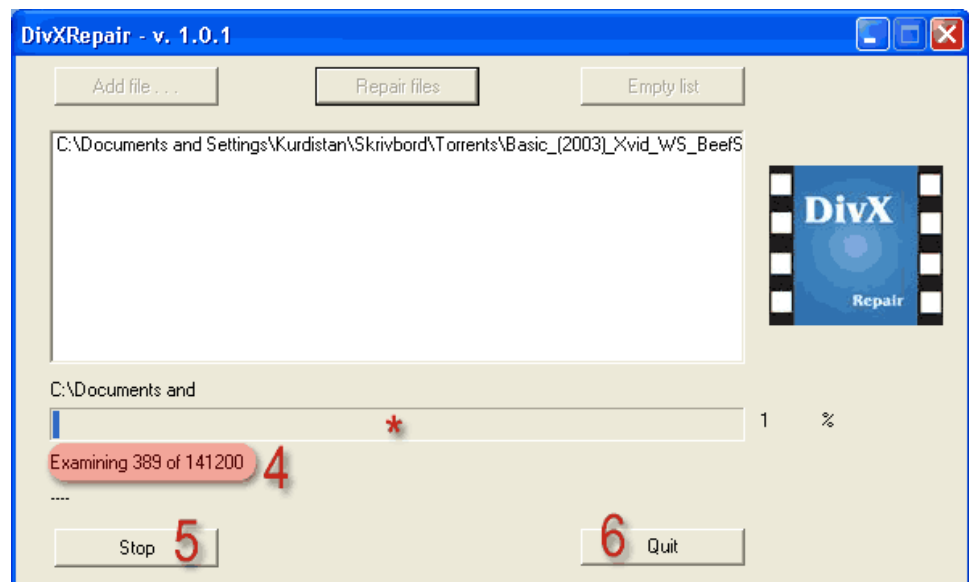 DivXRepair - v. 1.0.1
Add file . . .
Repair files
Empty list
C:\Documents and Settings\Kurdistan\Skrivbord\Torrents\Basic_(2003)_Xvid_WS_BeefS
DivX
Repair
C:\Documents and
*
1 %
Examining 389 of 141200
4
----
Stop
5
6
Quit